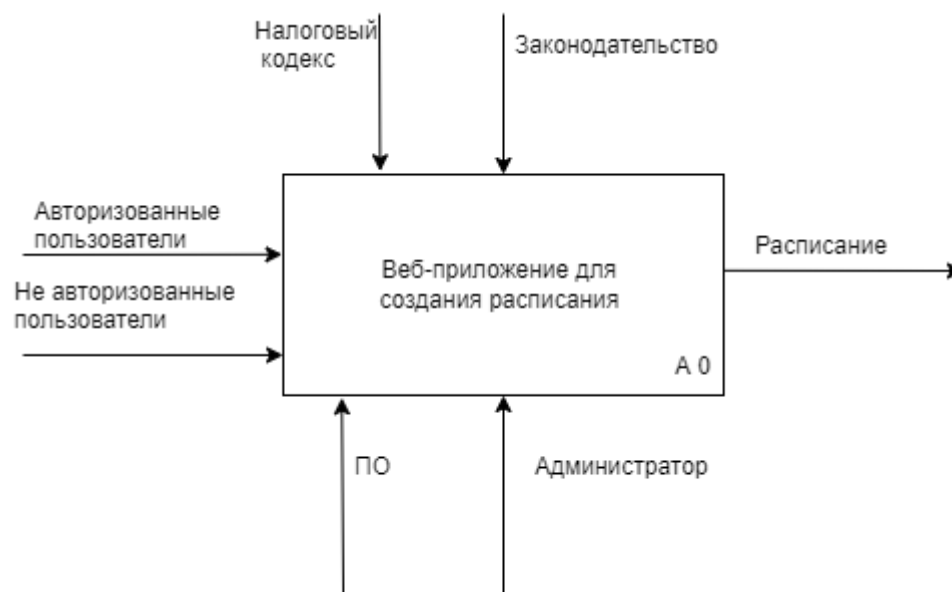 Налоговый
кодекс
Законодательство
Авторизованные
пользователи
Не авторизованные
пользователи
Веб-приложение для
создания расписания
А 0
Расписание
ПО
Администратор